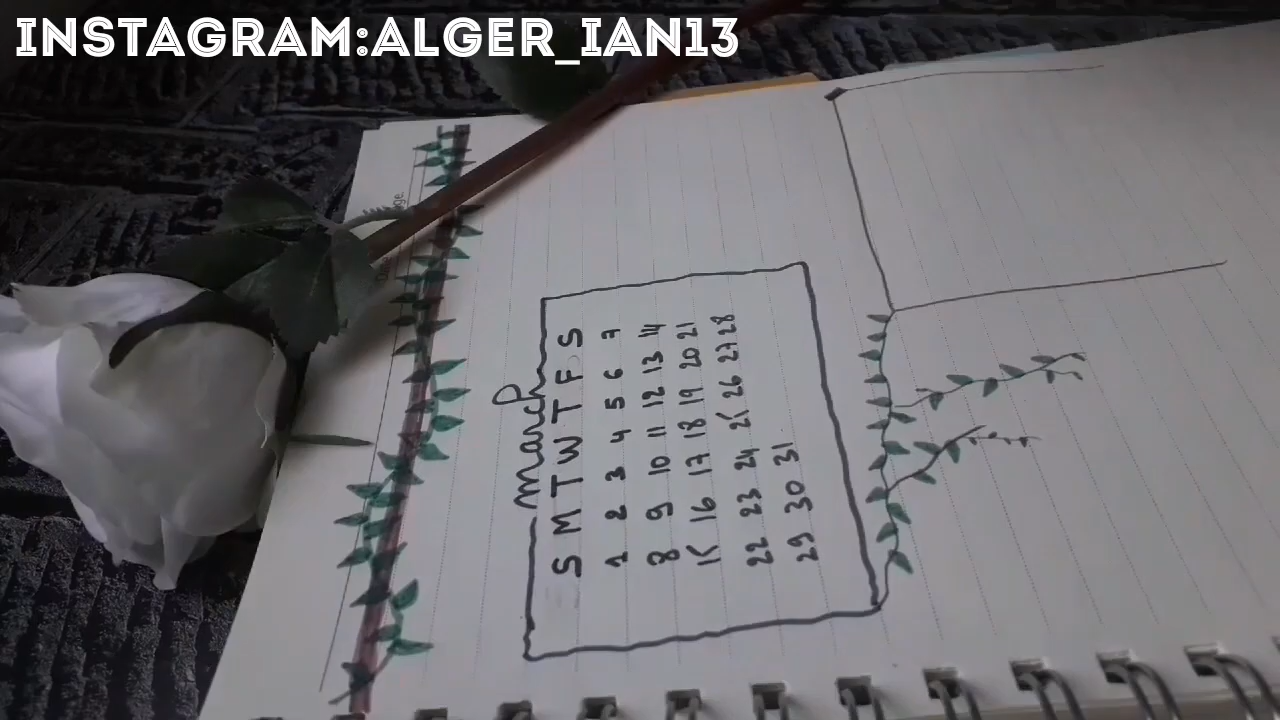 INSTAGRAM:ALGER_IAN13
march
S M T W T F S
1 2 3 4 5 6 7
8 9 10 11 12 13 14
15 16 17 18 19 20 21
22 23 24 25 26 27 28
29 30 31